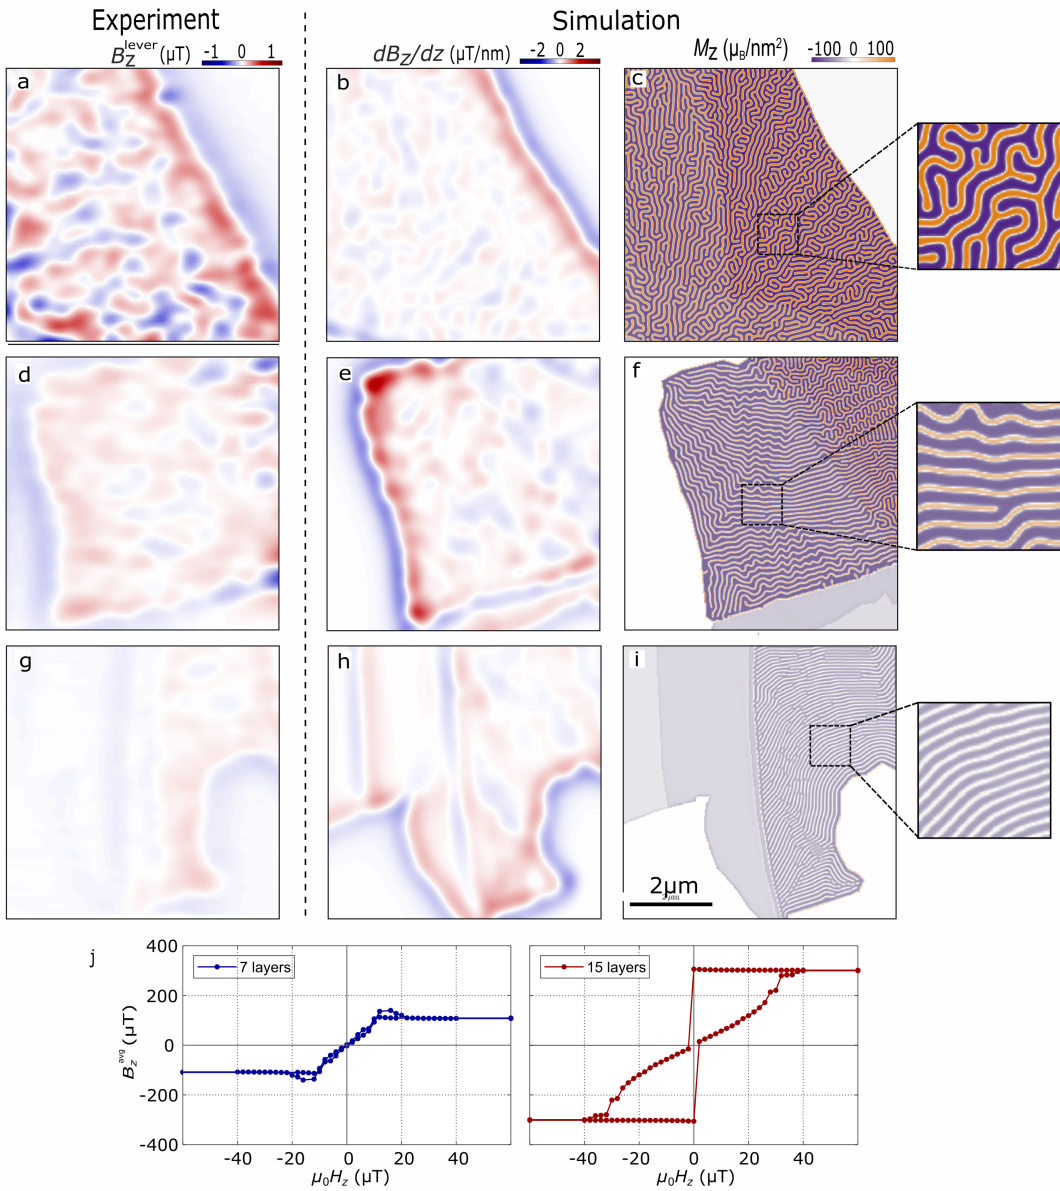 Experiment
Simulation
B_Z^lever (µT)
-1 0 1
dB_Z/dz (µT/nm)
-2 0 2
M_Z (µ_B/nm²)
-100 0 100
a
b
c
d
e
f
g
h
i
2µm
j
400
200
0
-200
-400
B_z^avg (µT)
7 layers
15 layers
-40 -20 0 20 40
-40 -20 0 20 40
µ₀H_z (µT)
µ₀H_z (µT)